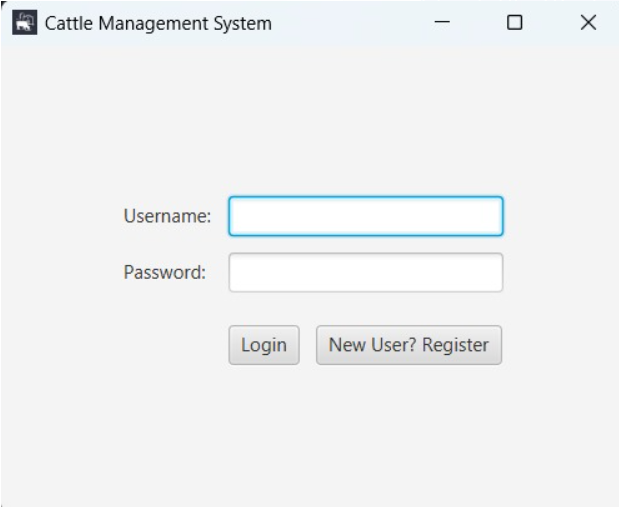 Cattle Management System
Username:
Password:
Login New User? Register